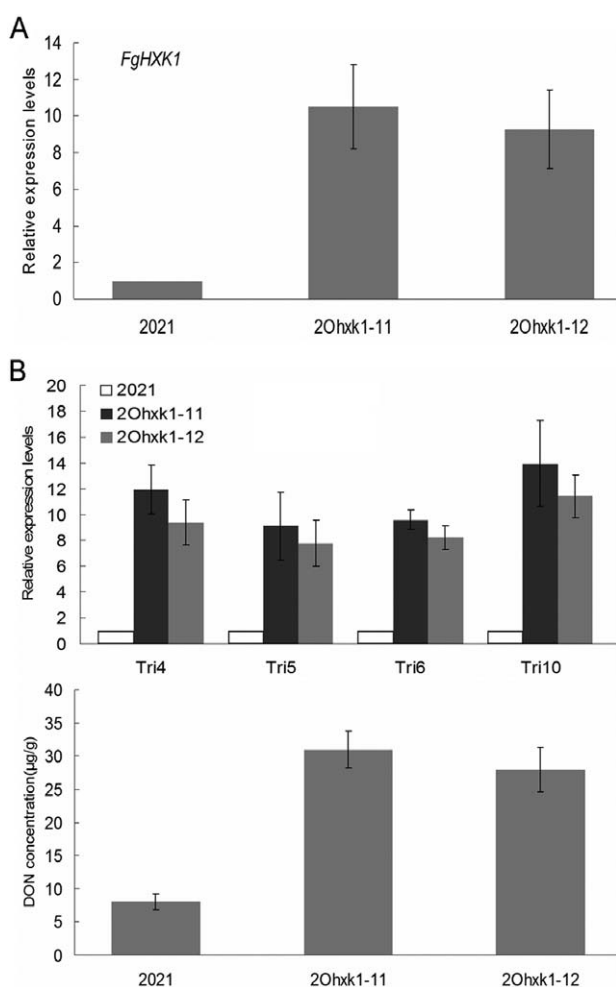 A
FgHXK1
Relative expression levels
14
12
10
8
6
4
2
0
2021
2Ohxk1-11
2Ohxk1-12
B
2021
2Ohxk1-11
2Ohxk1-12
Relative expression levels
20
18
16
14
12
10
8
6
4
2
0
Tri4
Tri5
Tri6
Tri10
DON concentration(μg/g)
40
35
30
25
20
15
10
5
0
2021
2Ohxk1-11
2Ohxk1-12